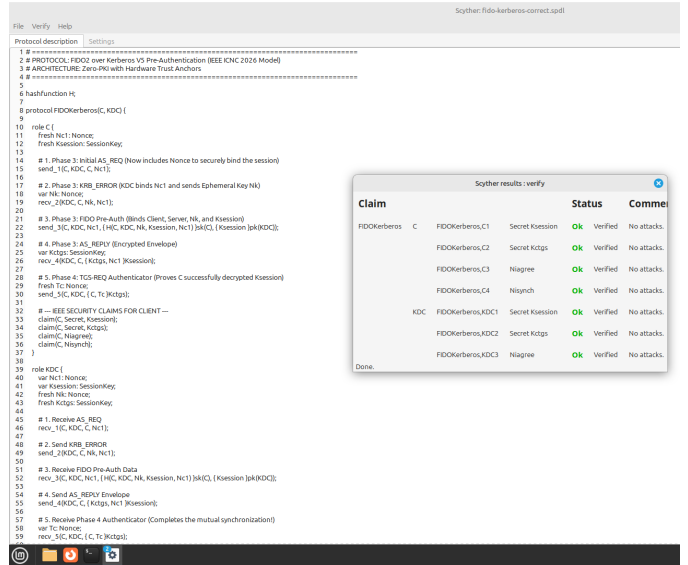 Scyther: fido-kerberos-correct.spdl
File Verify Help
Protocol description Settings
1 # ==============================================================================
2 # PROTOCOL: FIDO2 over Kerberos V5 Pre-Authentication (IEEE ICNC 2026 Model)
3 # ARCHITECTURE: Zero-PKI with Hardware Trust Anchors
4 # ==============================================================================
5
6 hashfunction H;
7
8 protocol FIDOKerberos(C, KDC) {
9
10 role C {
11 fresh Nc1: Nonce;
12 fresh Ksession: SessionKey;
13
14 # 1. Phase 3: Initial AS_REQ (Now includes Nonce to securely bind the session)
15 send_1(C, KDC, C, Nc1);
16
17 # 2. Phase 3: KRB_ERROR (KDC binds Nc1 and sends Ephemeral Key Nk)
18 var Nk: Nonce;
19 recv_2(KDC, C, Nk, Nc1);
20
21 # 3. Phase 3: FIDO Pre-Auth (Binds Client, Server, Nk, and Ksession)
22 send_3(C, KDC, Nc1, { H(C, KDC, Nk, Ksession, Nc1) }sk(C), { Ksession }pk(KDC));
23
24 # 4. Phase 3: AS_REPLY (Encrypted Envelope)
25 var Kctgs: SessionKey;
26 recv_4(KDC, C, { Kctgs, Nc1 }Ksession);
27
28 # 5. Phase 4: TGS-REQ Authenticator (Proves C successfully decrypted Ksession)
29 fresh Tc: Nonce;
30 send_5(C, KDC, { C, Tc }Kctgs);
31
32 # --- IEEE SECURITY CLAIMS FOR CLIENT ---
33 claim(C, Secret, Ksession);
34 claim(C, Secret, Kctgs);
35 claim(C, Niagree);
36 claim(C, Nisynch);
37 }
38
39 role KDC {
40 var Nc1: Nonce;
41 var Ksession: SessionKey;
42 fresh Nk: Nonce;
43 fresh Kctgs: SessionKey;
44
45 # 1. Receive AS_REQ
46 recv_1(C, KDC, C, Nc1);
47
48 # 2. Send KRB_ERROR
49 send_2(KDC, C, Nk, Nc1);
50
51 # 3. Receive FIDO Pre-Auth Data
52 recv_3(C, KDC, Nc1, { H(C, KDC, Nk, Ksession, Nc1) }sk(C), { Ksession }pk(KDC));
53
54 # 4. Send AS_REPLY Envelope
55 send_4(KDC, C, { Kctgs, Nc1 }Ksession);
56
57 # 5. Receive Phase 4 Authenticator (Completes the mutual synchronization!)
58 var Tc: Nonce;
59 recv_5(C, KDC, { C, Tc }Kctgs);
Scyther results : verify
Claim Status Commer
FIDOKerberos C FIDOKerberos,C1 Secret Ksession Ok Verified No attacks.
FIDOKerberos,C2 Secret Kctgs Ok Verified No attacks.
FIDOKerberos,C3 Niagree Ok Verified No attacks.
FIDOKerberos,C4 Nisynch Ok Verified No attacks.
KDC FIDOKerberos,KDC1 Secret Ksession Ok Verified No attacks.
FIDOKerberos,KDC2 Secret Kctgs Ok Verified No attacks.
FIDOKerberos,KDC3 Niagree Ok Verified No attacks.
Done.
2